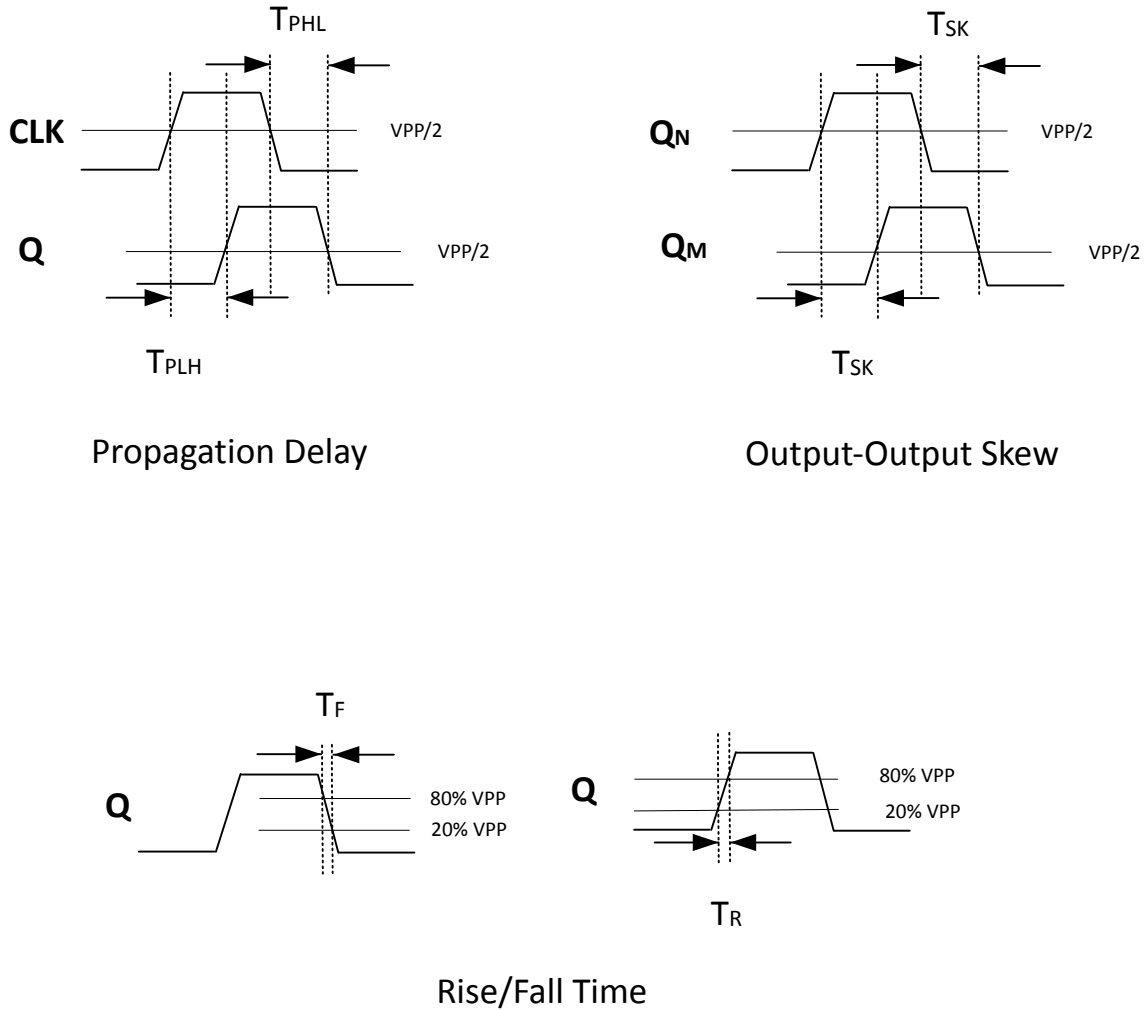 TPHL
CLK
VPP/2
Q
VPP/2
TPLH
Propagation Delay
TSK
QN
VPP/2
QM
VPP/2
TSK
Output-Output Skew
TF
Q
80% VPP
20% VPP
Q
80% VPP
20% VPP
TR
Rise/Fall Time